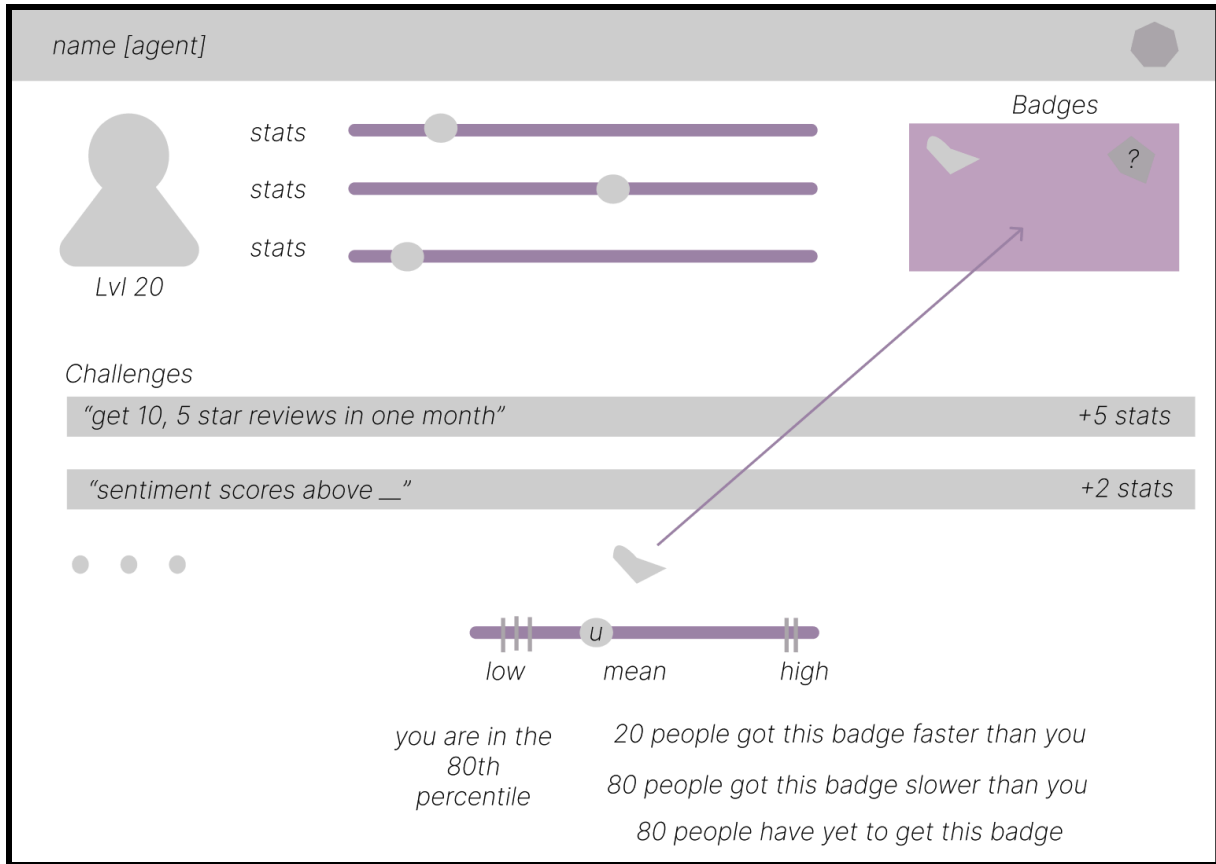 name [agent]
stats
stats
stats
Lvl 20
Badges
?
Challenges
“get 10, 5 star reviews in one month” +5 stats
“sentiment scores above __” +2 stats
u
low mean high
you are in the
80th
percentile
20 people got this badge faster than you
80 people got this badge slower than you
80 people have yet to get this badge